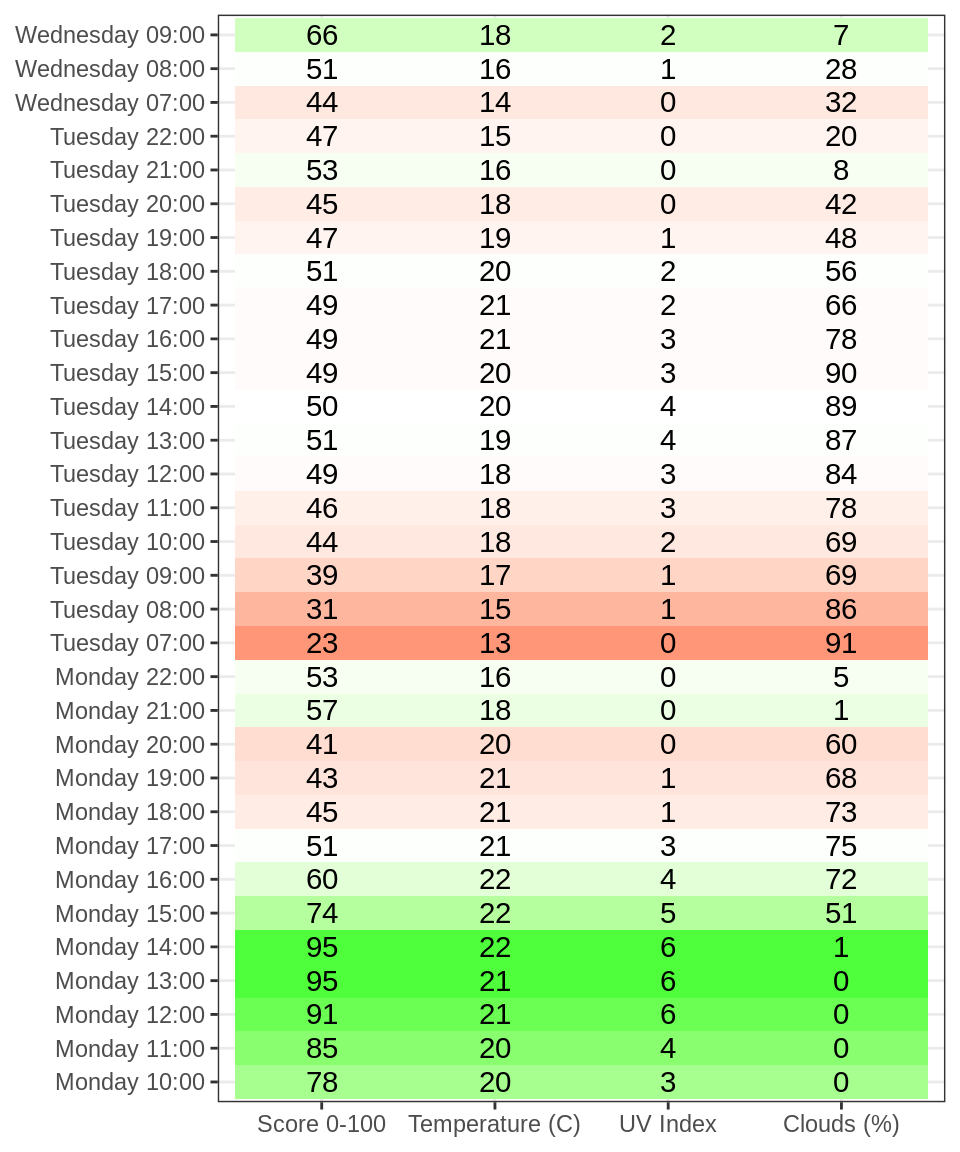 Wednesday 09:00 66 18 2 7
Wednesday 08:00 51 16 1 28
Wednesday 07:00 44 14 0 32
Tuesday 22:00 47 15 0 20
Tuesday 21:00 53 16 0 8
Tuesday 20:00 45 18 0 42
Tuesday 19:00 47 19 1 48
Tuesday 18:00 51 20 2 56
Tuesday 17:00 49 21 2 66
Tuesday 16:00 49 21 3 78
Tuesday 15:00 49 20 3 90
Tuesday 14:00 50 20 4 89
Tuesday 13:00 51 19 4 87
Tuesday 12:00 49 18 3 84
Tuesday 11:00 46 18 3 78
Tuesday 10:00 44 18 2 69
Tuesday 09:00 39 17 1 69
Tuesday 08:00 31 15 1 86
Tuesday 07:00 23 13 0 91
Monday 22:00 53 16 0 5
Monday 21:00 57 18 0 1
Monday 20:00 41 20 0 60
Monday 19:00 43 21 1 68
Monday 18:00 45 21 1 73
Monday 17:00 51 21 3 75
Monday 16:00 60 22 4 72
Monday 15:00 74 22 5 51
Monday 14:00 95 22 6 1
Monday 13:00 95 21 6 0
Monday 12:00 91 21 6 0
Monday 11:00 85 20 4 0
Monday 10:00 78 20 3 0
Score 0-100 Temperature (C) UV Index Clouds (%)